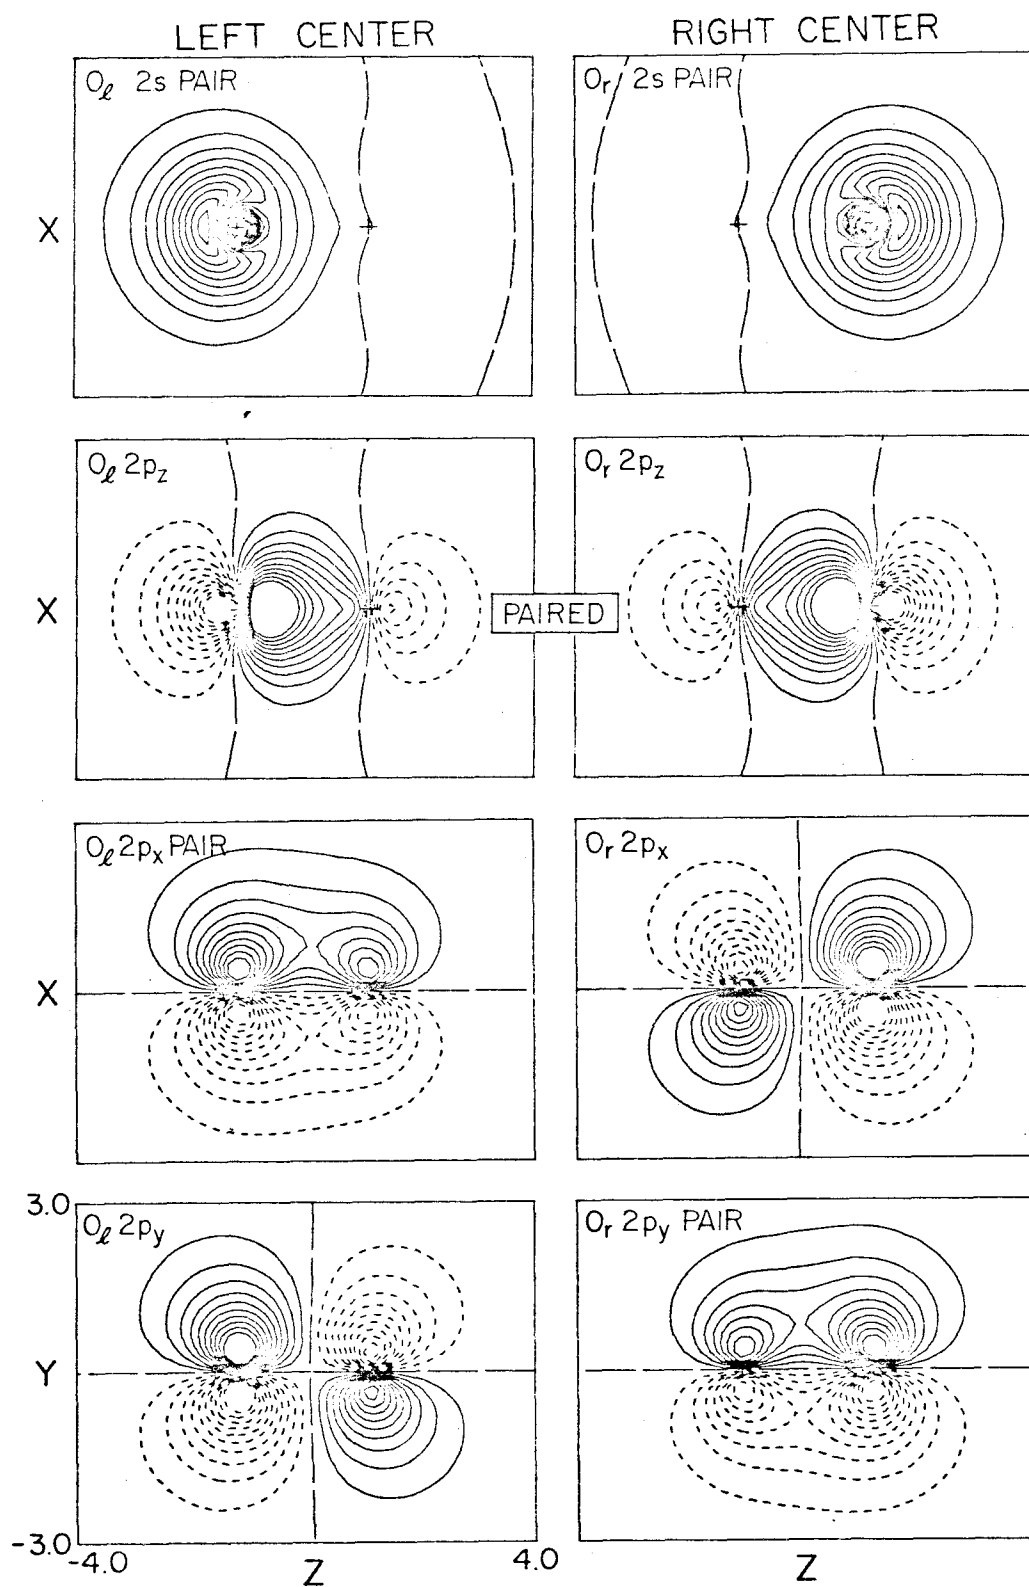 LEFT CENTER
RIGHT CENTER
Oℓ 2s PAIR
Or 2s PAIR
X
Oℓ 2pz
Or 2pz
X
PAIRED
Oℓ 2px PAIR
Or 2px
X
3.0
Oℓ 2py
Or 2py PAIR
Y
-3.0
-4.0
4.0
Z
Z